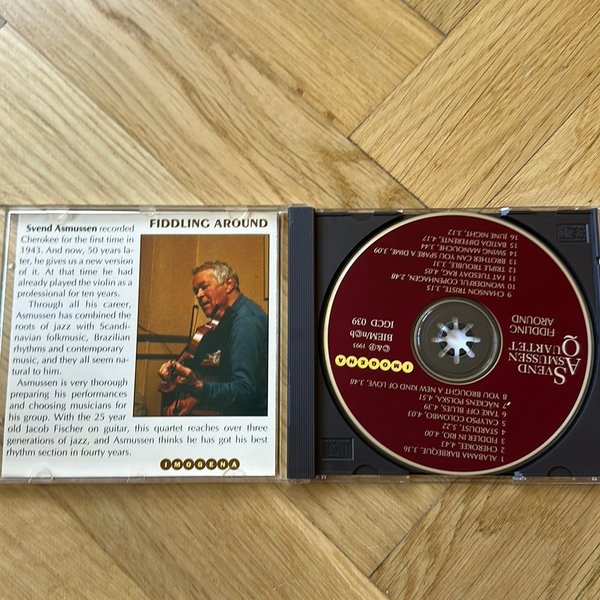 FIDDLING AROUND
Svend Asmussen recorded
Cherokee for the first time in
1943. And now, 50 years la-
ter, he gives us a new version
of it. At that time he had
already played the violin as a
professional for ten years.
Through all his career,
Asmussen has combined the
roots of jazz with Scandi-
navian folkmusic, Brazilian
rhythms and contemporary
music, and they all seem nat-
ural to him.
Asmussen is very thorough
preparing his performances
and choosing musicians for
his group. With the 25 year
old Jacob Fischer on guitar, this quartet reaches over three
generations of jazz, and Asmussen thinks he has got his best
rhythm section in fourty years.
IMOGENA
SVEND
ASMUSSEN
QUARTET
FIDDLING
AROUND
IMOGENA
© & ℗ 1993
BIEM/n©b
IGCD 039
1 ALABAMA BARBEQUE, 3.36
2 CHEROKEE, 4.43
3 FIDDLER IN RIO, 4.00
4 STARDUST, 5.22
5 CALYPSO COLOMBO, 4.03
6 TAKE OFF BLUES, 6.39
7 NÄCKENS POLSKA, 4.51
8 YOU BROUGHT A NEW KIND OF LOVE, 3.48
9 CHANSON TRISTE, 5.15
10 WONDERFUL COPENHAGEN, 2.48
11 FAT TUESDAY RAG, 4.05
12 TRIPLE TROUBLE, 3.31
13 BROTHER CAN YOU SPARE A DIME, 3.09
14 SWING MANOUCHE, 3.44
15 BATIDA DIFFERENTE, 4.17
16 JUNE NIGHT, 3.12